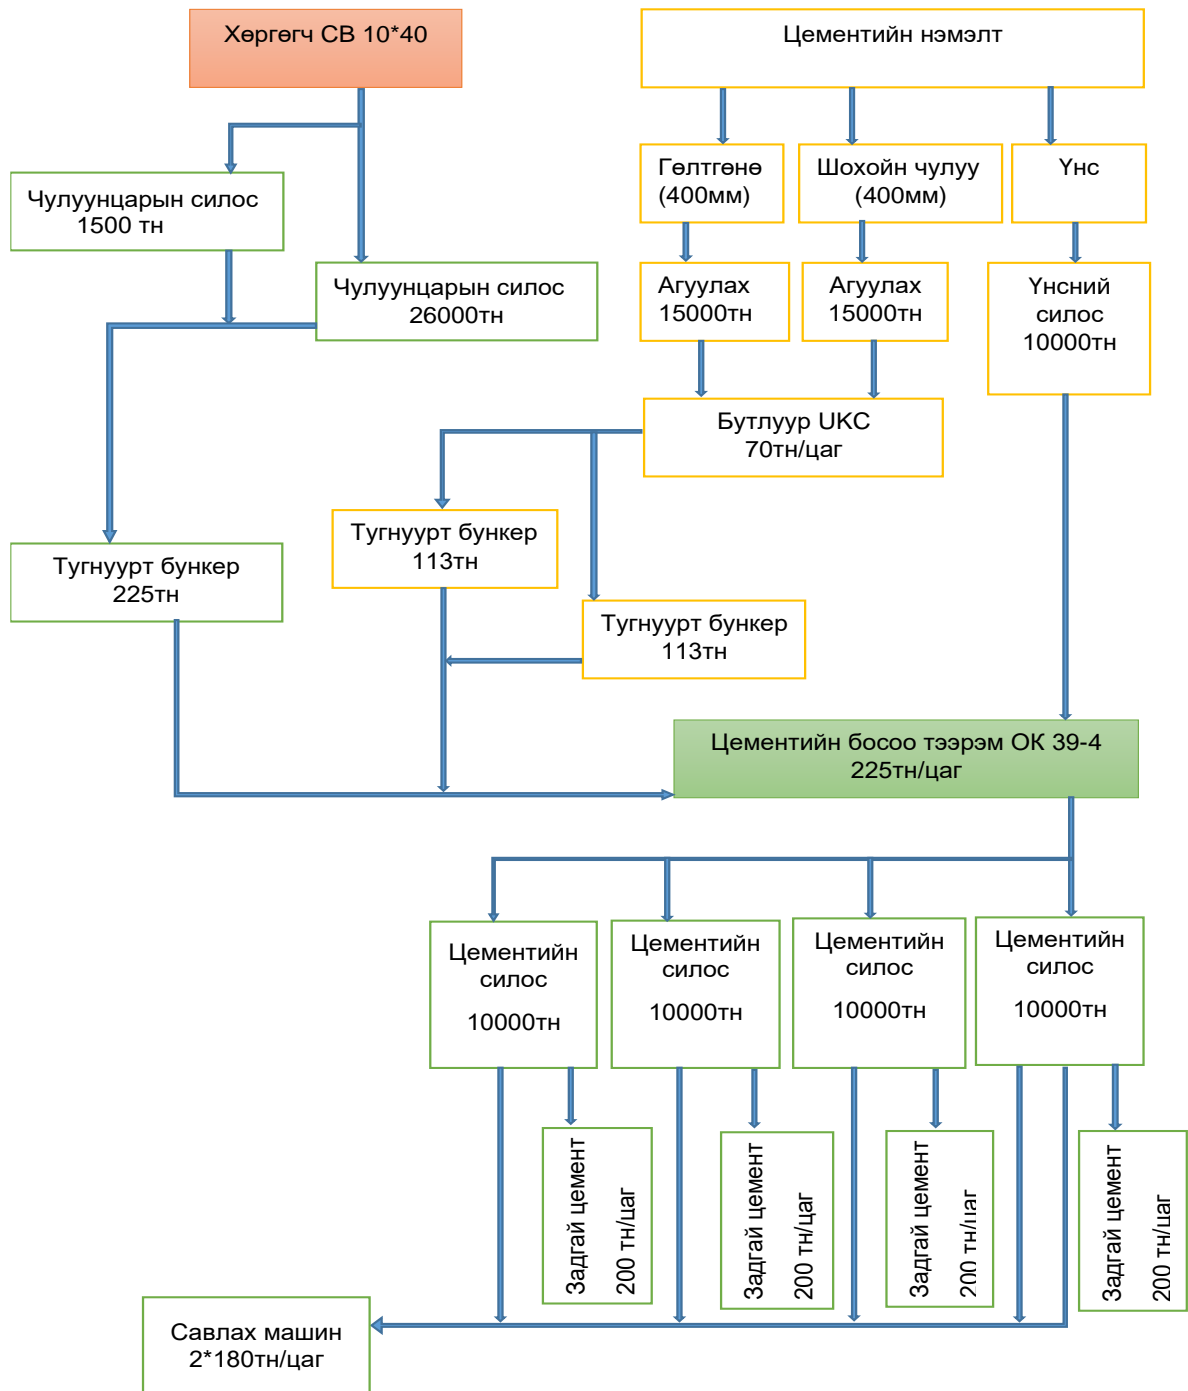 Хөргөгч СВ 10*40
Цементийн нэмэлт
Гөлтгөнө
(400мм)
Шохойн чулуу
(400мм)
Үнс
Чулуунцарын силос
1500 тн
Чулуунцарын силос
26000тн
Агуулах
15000тн
Агуулах
15000тн
Үнсний
силос
10000тн
Бутлуур UKC
70тн/цаг
Тугнуурт бункер
225тн
Тугнуурт бункер
113тн
Тугнуурт бункер
113тн
Цементийн босоо тээрэм ОК 39-4
225тн/цаг
Цементийн
силос
10000тн
Цементийн
силос
10000тн
Цементийн
силос
10000тн
Цементийн
силос
10000тн
Задгай цемент
200 тн/цаг
Задгай цемент
200 тн/цаг
Задгай цемент
200 тн/цаг
Задгай цемент
200 тн/цаг
Савлах машин
2*180тн/цаг